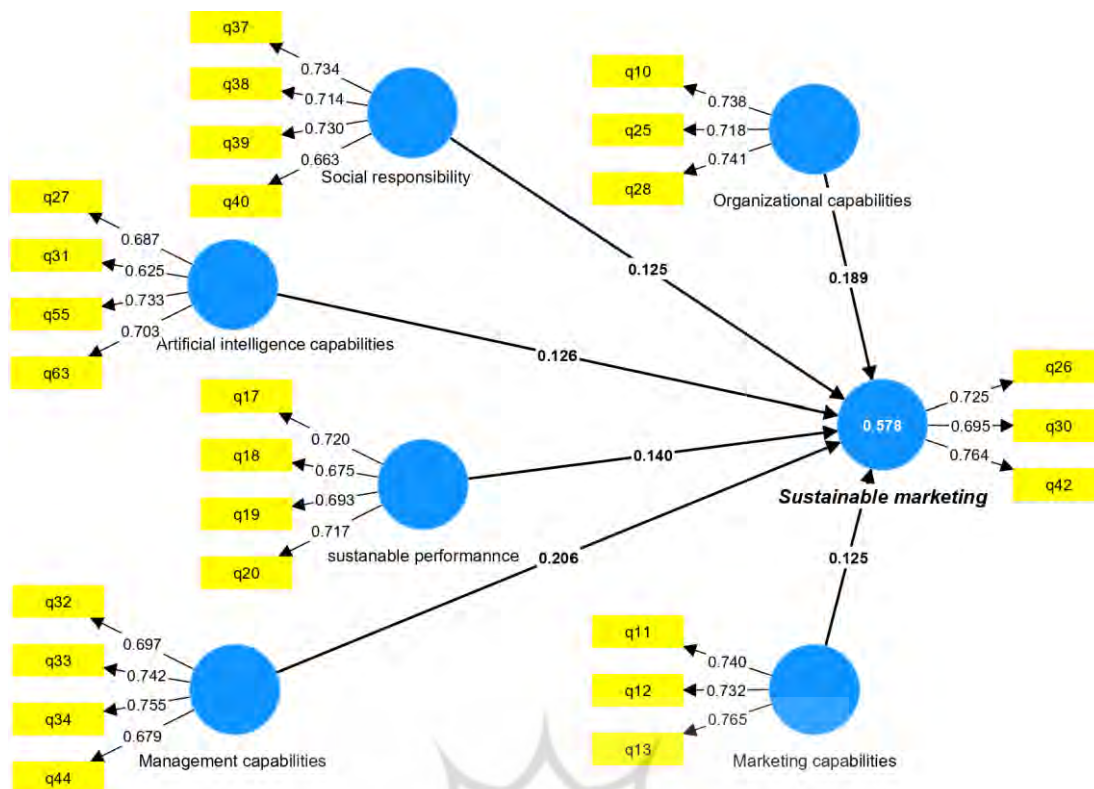 q37
q38
q39
q40
0.734
0.714
0.730
0.663
Social responsibility
q10
q25
q28
0.738
0.718
0.741
Organizational capabilities
q27
q31
q55
q63
0.687
0.625
0.733
0.703
Artificial intelligence capabilities
0.125
0.189
0.126
q17
q18
q19
q20
0.720
0.675
0.693
0.717
sustanable performannce
0.140
0.578
Sustainable marketing
0.725
0.695
0.764
q26
q30
q42
0.206
0.125
q32
q33
q34
q44
0.697
0.742
0.755
0.679
Management capabilities
q11
q12
q13
0.740
0.732
0.765
Marketing capabilities